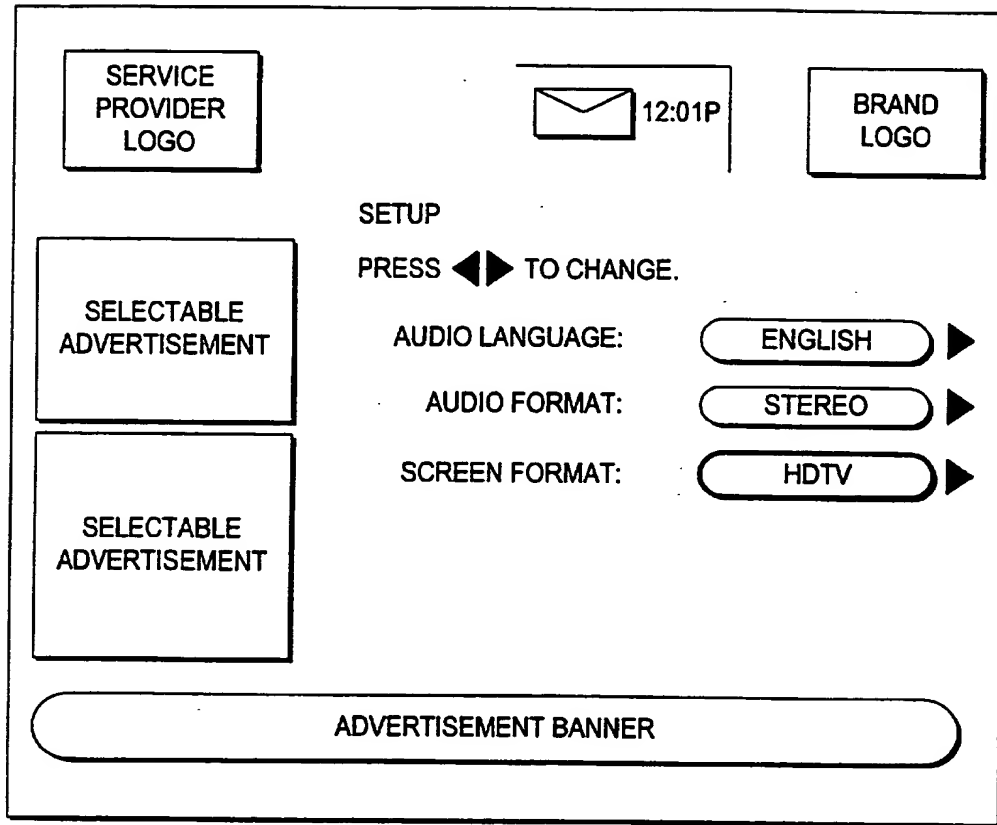 SERVICE
PROVIDER
LOGO
12:01P
BRAND
LOGO
SETUP
PRESS ◀▶ TO CHANGE.
SELECTABLE
ADVERTISEMENT
AUDIO LANGUAGE: ENGLISH ▶
AUDIO FORMAT: STEREO ▶
SCREEN FORMAT: HDTV ▶
SELECTABLE
ADVERTISEMENT
ADVERTISEMENT BANNER